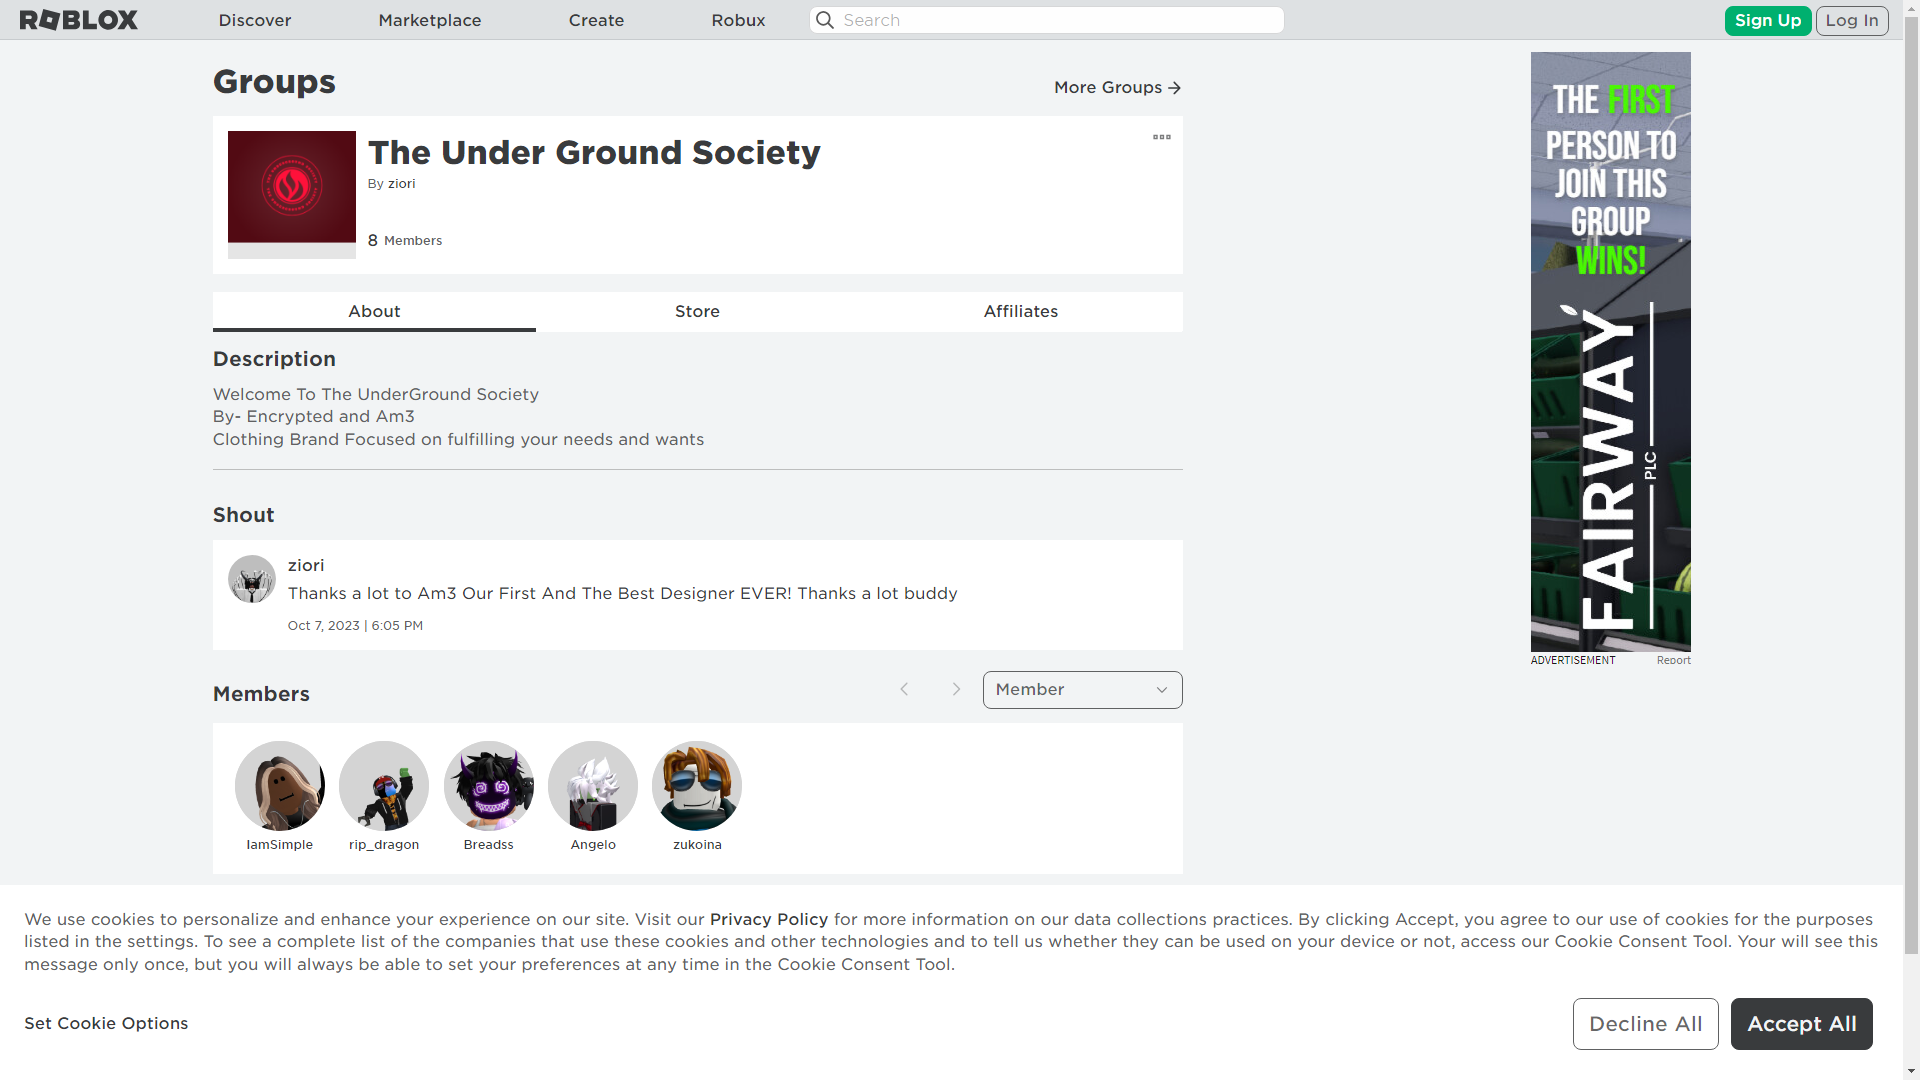 ROBLOX
Discover
Marketplace
Create
Robux
Search
Sign Up
Log In
Groups
More Groups
The Under Ground Society
By ziori
8 Members
About
Store
Affiliates
Description
Welcome To The UnderGround Society
By- Encrypted and Am3
Clothing Brand Focused on fulfilling your needs and wants
Shout
ziori
Thanks a lot to Am3 Our First And The Best Designer EVER! Thanks a lot buddy
Oct 7, 2023 | 6:05 PM
Members
Member
IamSimple
rip_dragon
Breadss
Angelo
zukoina
THE FIRST
PERSON TO
JOIN THIS
GROUP
WINS!
FAIRWAY
PLC
ADVERTISEMENT
Report
We use cookies to personalize and enhance your experience on our site. Visit our Privacy Policy for more information on our data collections practices. By clicking Accept, you agree to our use of cookies for the purposes
listed in the settings. To see a complete list of the companies that use these cookies and other technologies and to tell us whether they can be used on your device or not, access our Cookie Consent Tool. Your will see this
message only once, but you will always be able to set your preferences at any time in the Cookie Consent Tool.
Set Cookie Options
Decline All
Accept All